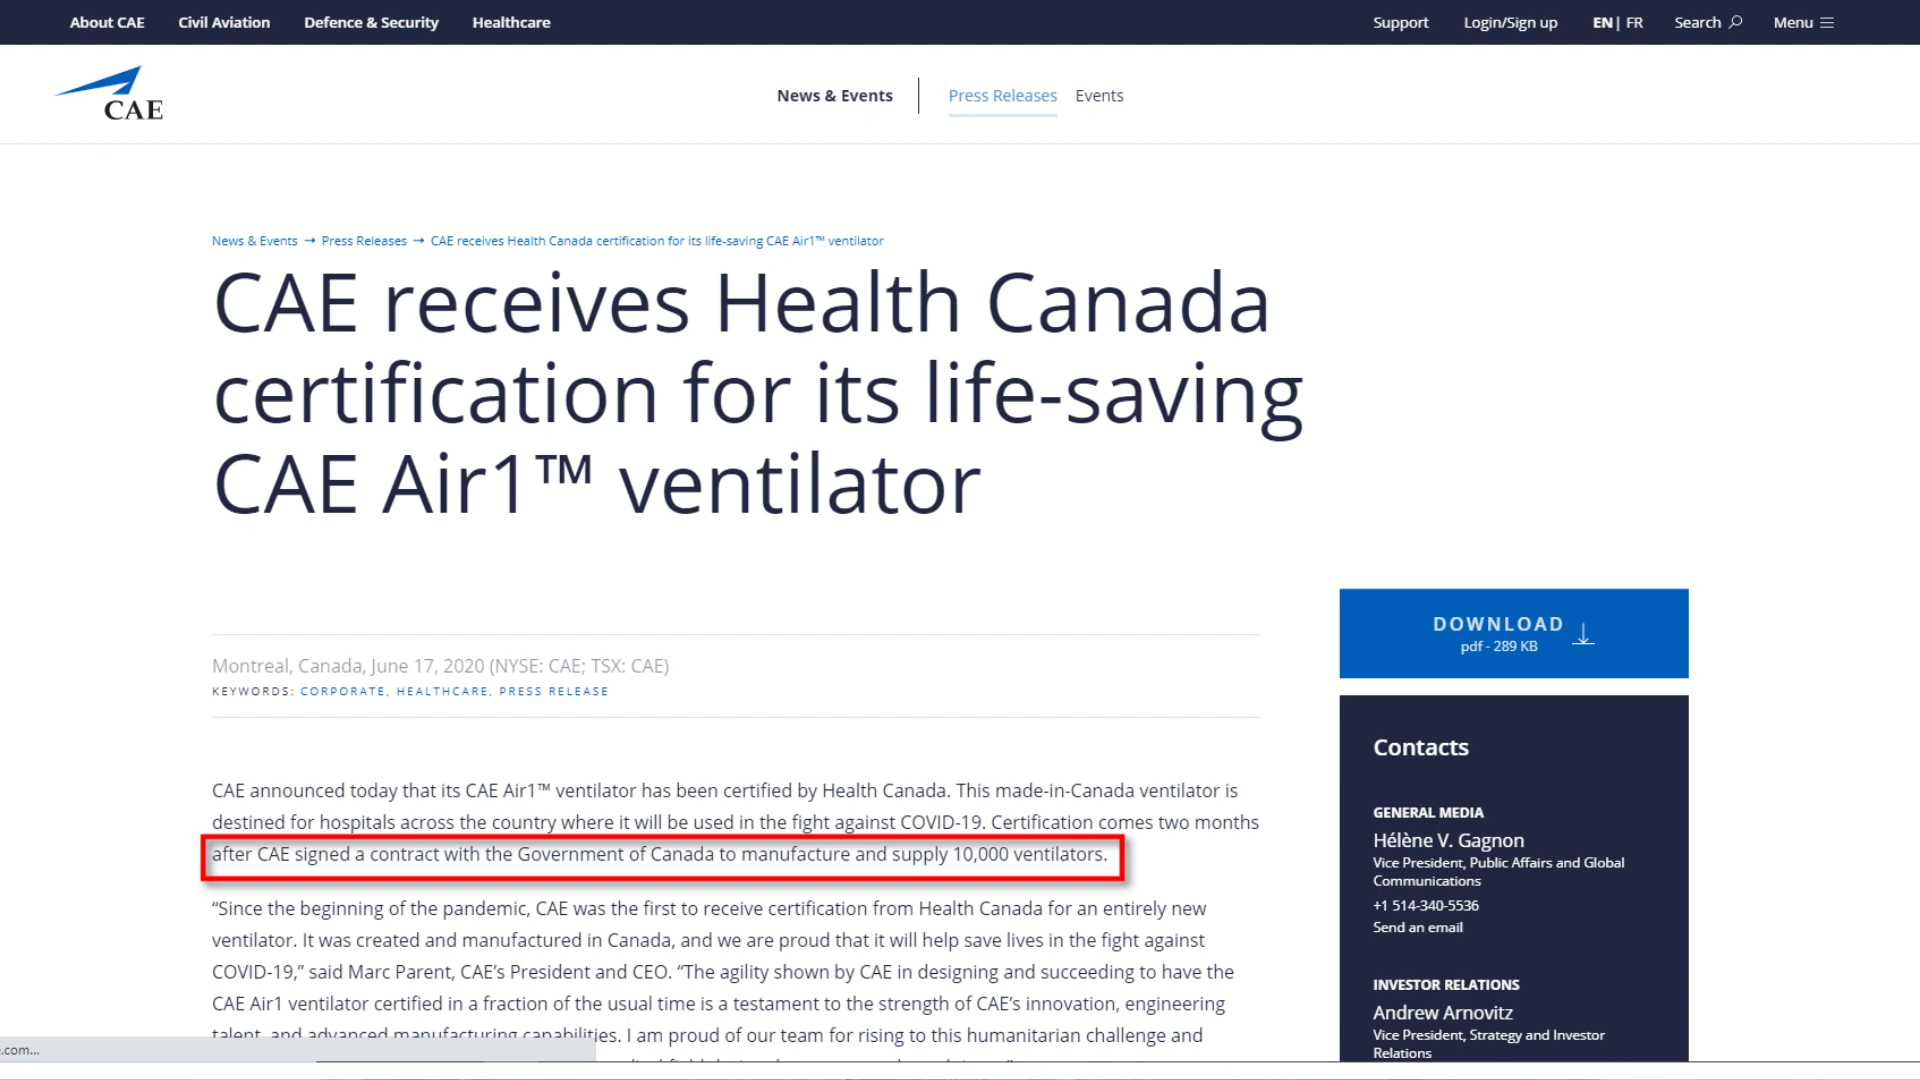 About CAE Civil Aviation Defence & Security Healthcare Support Login/Sign up EN| FR Search Menu
CAE
News & Events Press Releases Events
News & Events → Press Releases → CAE receives Health Canada certification for its life-saving CAE Air1™ ventilator
CAE receives Health Canada
certification for its life-saving
CAE Air1™ ventilator
DOWNLOAD
pdf - 289 KB
Montreal, Canada, June 17, 2020 (NYSE: CAE; TSX: CAE)
KEYWORDS: CORPORATE, HEALTHCARE, PRESS RELEASE
CAE announced today that its CAE Air1™ ventilator has been certified by Health Canada. This made-in-Canada ventilator is
destined for hospitals across the country where it will be used in the fight against COVID-19. Certification comes two months
after CAE signed a contract with the Government of Canada to manufacture and supply 10,000 ventilators.
“Since the beginning of the pandemic, CAE was the first to receive certification from Health Canada for an entirely new
ventilator. It was created and manufactured in Canada, and we are proud that it will help save lives in the fight against
COVID-19,” said Marc Parent, CAE’s President and CEO. “The agility shown by CAE in designing and succeeding to have the
CAE Air1 ventilator certified in a fraction of the usual time is a testament to the strength of CAE’s innovation, engineering
talent, and advanced manufacturing capabilities. I am proud of our team for rising to this humanitarian challenge and
.com...
Contacts
GENERAL MEDIA
Hélène V. Gagnon
Vice President, Public Affairs and Global
Communications
+1 514-340-5536
Send an email
INVESTOR RELATIONS
Andrew Arnovitz
Vice President, Strategy and Investor
Relations